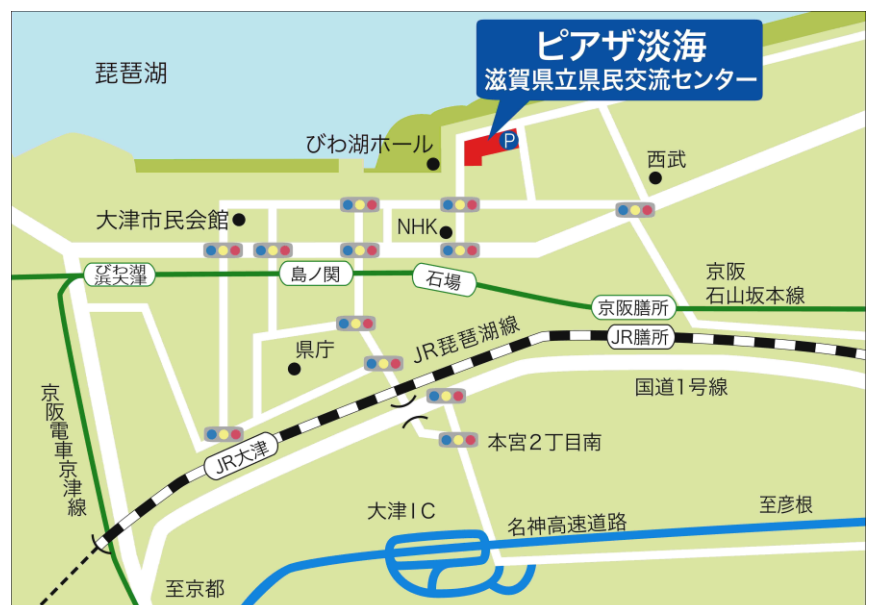 ピアザ淡海
滋賀県立県民交流センター
琵琶湖
P
びわ湖ホール
西武
大津市民会館
NHK
びわ湖
浜大津
島ノ関
石場
京阪
石山坂本線
京阪膳所
JR琵琶湖線
JR膳所
県庁
国道1号線
京阪電車京津線
JR大津
本宮2丁目南
大津IC
名神高速道路
至彦根
至京都